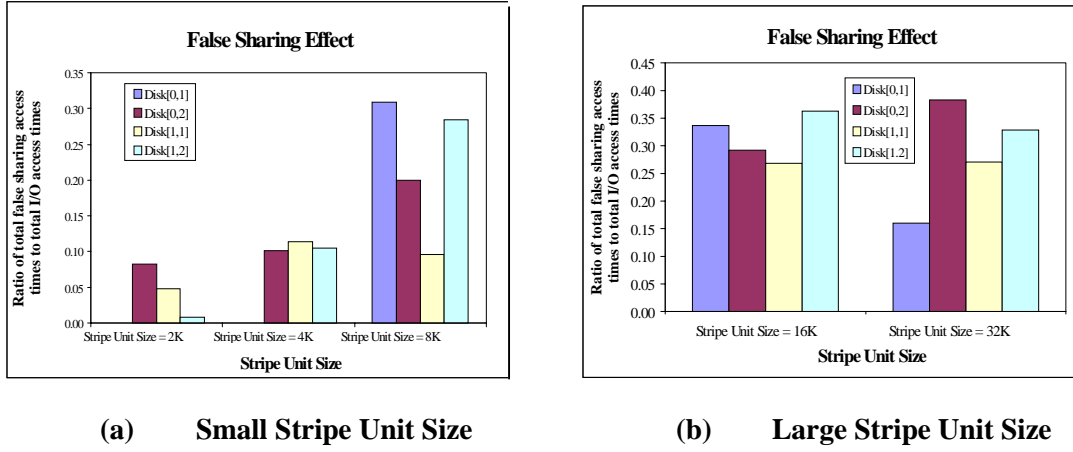 False Sharing Effect
Ratio of total false sharing access
times to total I/O access times
0.35
0.30
0.25
0.20
0.15
0.10
0.05
0.00
Disk[0,1]
Disk[0,2]
Disk[1,1]
Disk[1,2]
Stripe Unit Size = 2K
Stripe Unit Size = 4K
Stripe Unit Size = 8K
Stripe Unit Size
(a) Small Stripe Unit Size
False Sharing Effect
Ratio of total false sharing access
times to total I/O access times
0.45
0.40
0.35
0.30
0.25
0.20
0.15
0.10
0.05
0.00
Disk[0,1]
Disk[0,2]
Disk[1,1]
Disk[1.2]
Stripe Unit Size = 16K
Stripe Unit Size = 32K
Stripe Unit Size
(b) Large Stripe Unit Size